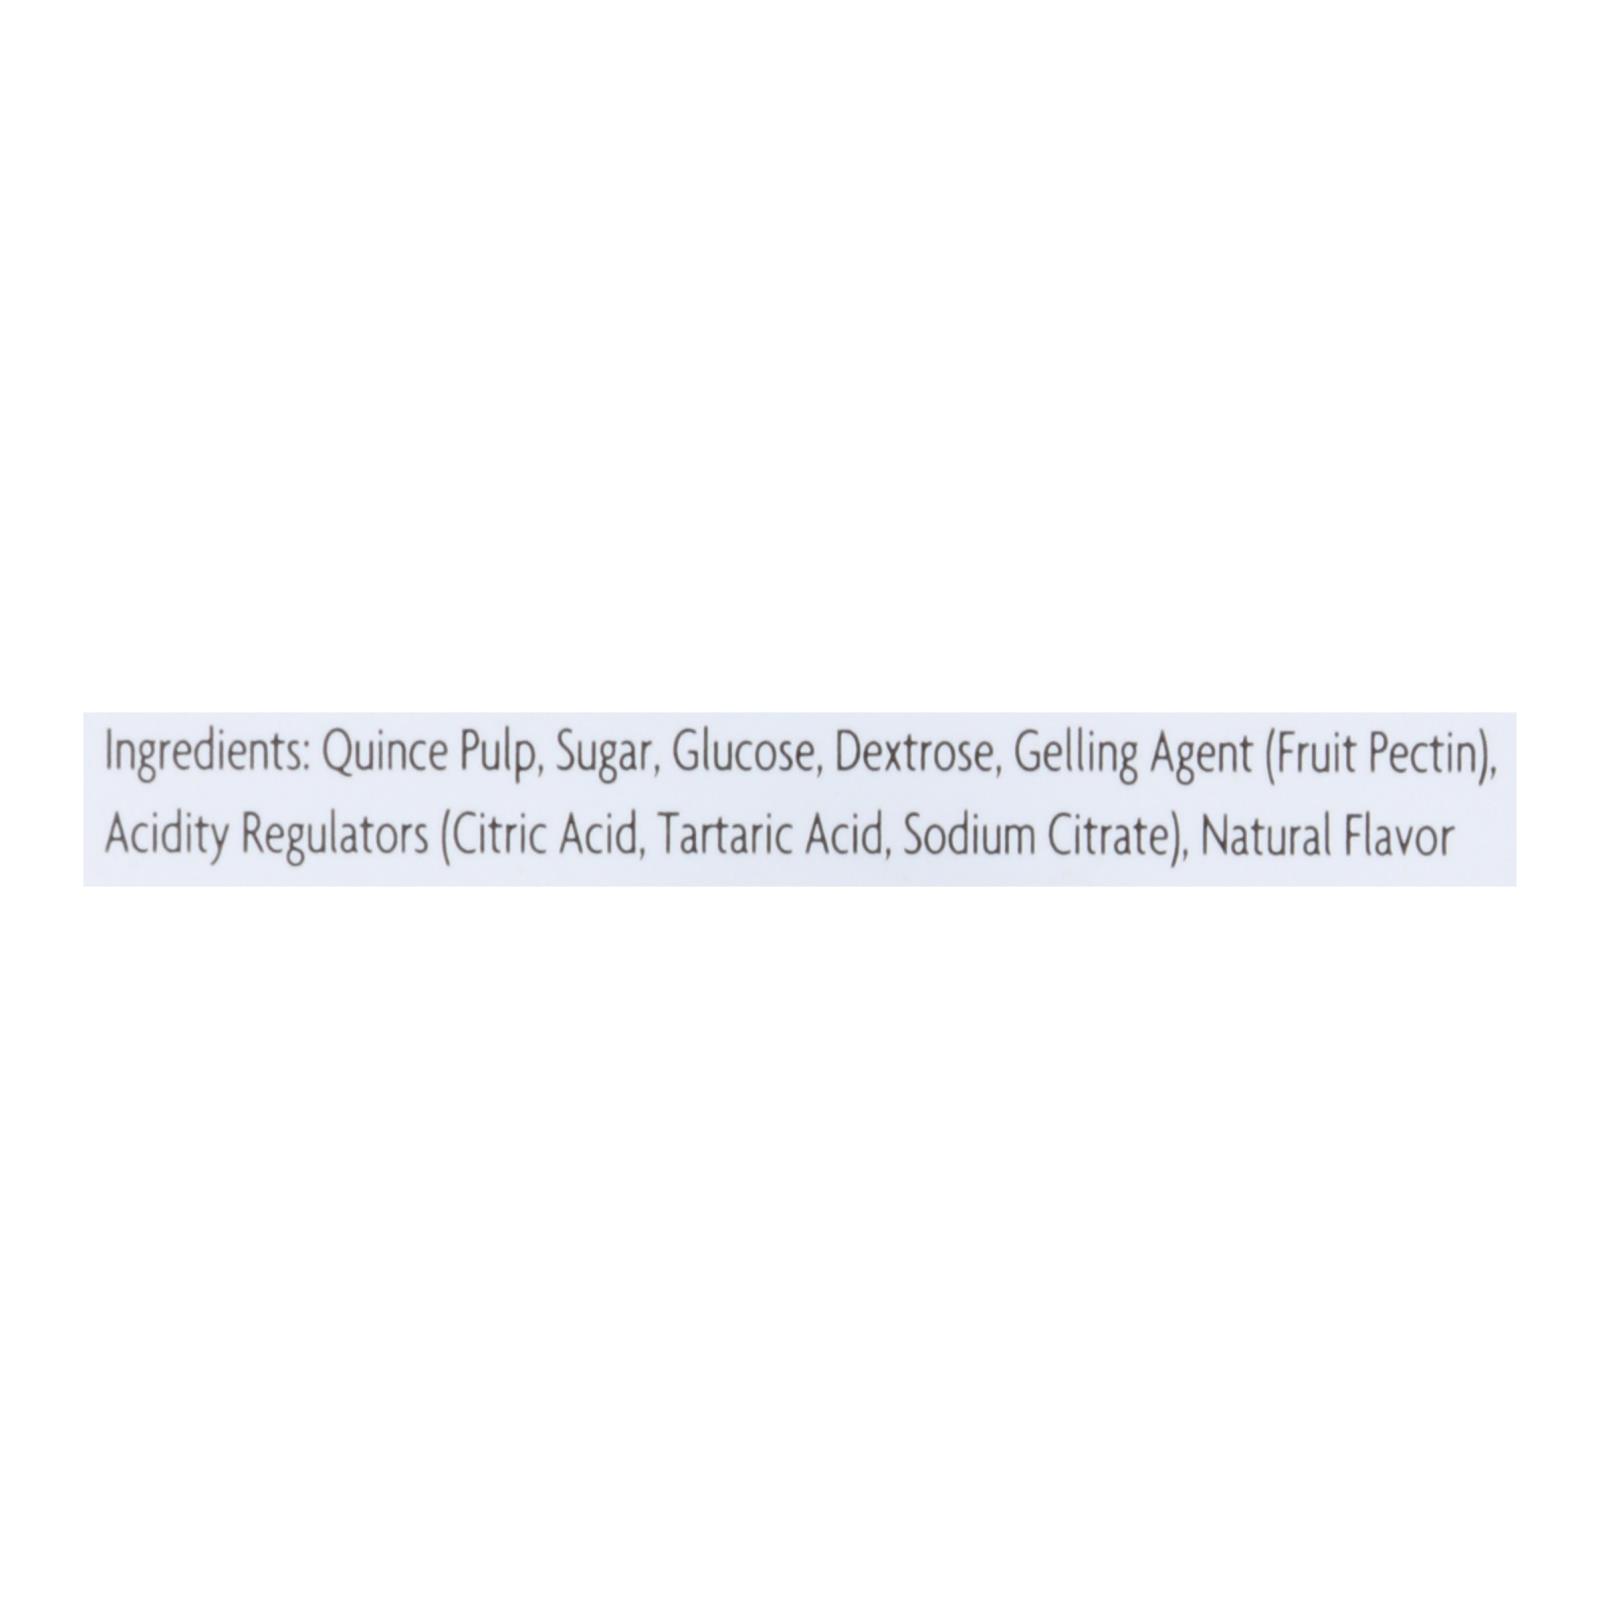 Ingredients: Quince Pulp, Sugar, Glucose, Dextrose, Gelling Agent (Fruit Pectin),
Acidity Regulators (Citric Acid, Tartaric Acid, Sodium Citrate), Natural Flavor